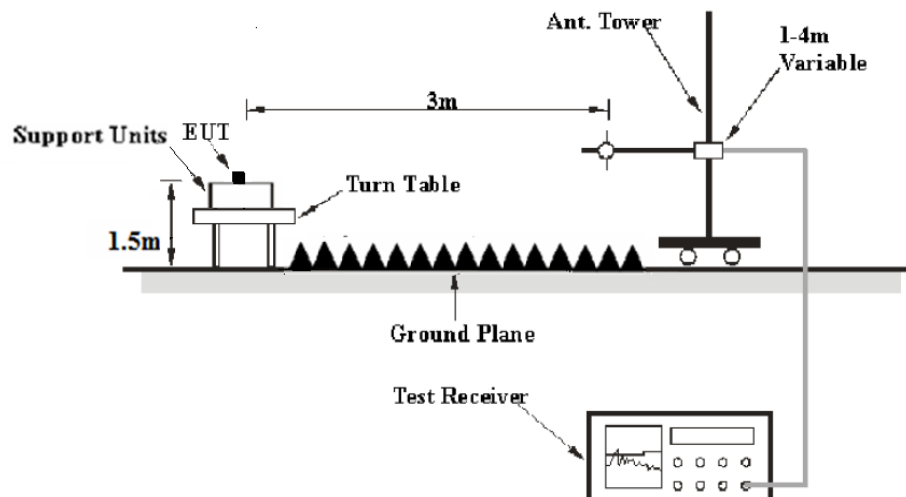 Ant. Tower
1-4m
Variable
3m
Support Units
EUT
Turn Table
1.5m
Ground Plane
Test Receiver